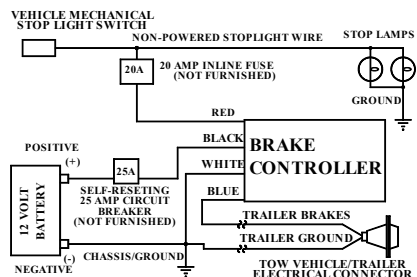 VEHICLE MECHANICAL
STOP LIGHT SWITCH
NON-POWERED STOPLIGHT WIRE
STOP LAMPS
20A
20 AMP INLINE FUSE
(NOT FURNISHED)
GROUND
RED
POSITIVE
(+)
25A
BLACK
BRAKE
CONTROLLER
WHITE
SELF-RESETING
25 AMP CIRCUIT
BREAKER
(NOT FURNISHED)
BLUE
12 VOLT
BATTERY
TRAILER BRAKES
TRAILER GROUND
(-)
CHASSIS/GROUND
NEGATIVE
TOW VEHICLE/TRAILER
ELECTRICAL CONNECTOR